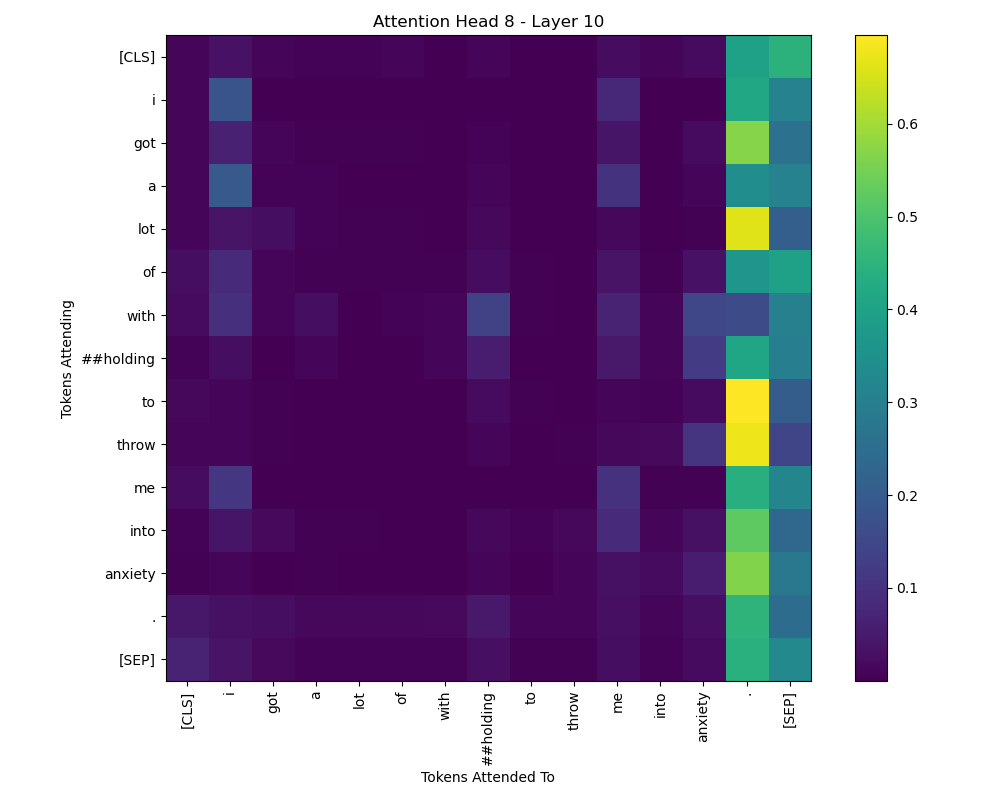 Attention Head 8 - Layer 10
Tokens Attending
[CLS]
i
got
a
lot
of
with
##holding
to
throw
me
into
anxiety
.
[SEP]
[CLS]
i
got
a
lot
of
with
##holding
to
throw
me
into
anxiety
.
[SEP]
Tokens Attended To
0.6
0.5
0.4
0.3
0.2
0.1